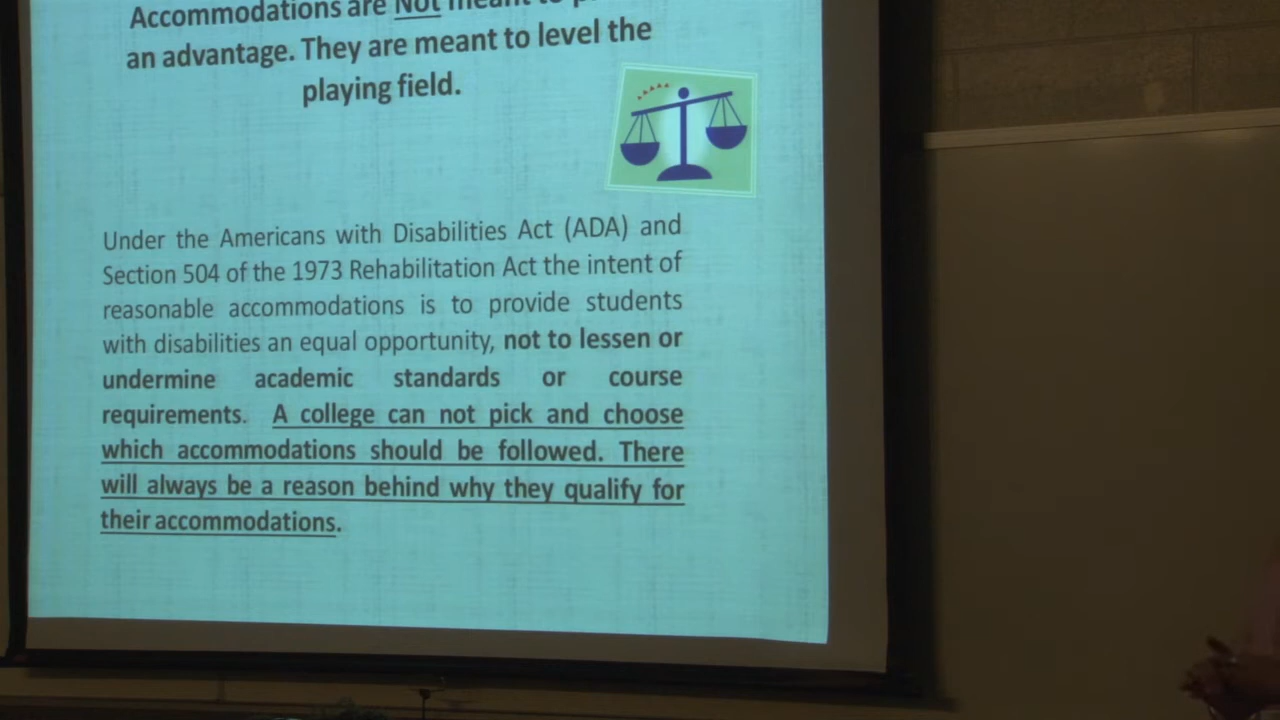 Accommodations are Not meant to
an advantage. They are meant to level the
playing field.
Under the Americans with Disabilities Act (ADA) and
Section 504 of the 1973 Rehabilitation Act the intent of
reasonable accommodations is to provide students
with disabilities an equal opportunity, not to lessen or
undermine academic standards or course
requirements. A college can not pick and choose
which accommodations should be followed. There
will always be a reason behind why they qualify for
their accommodations.